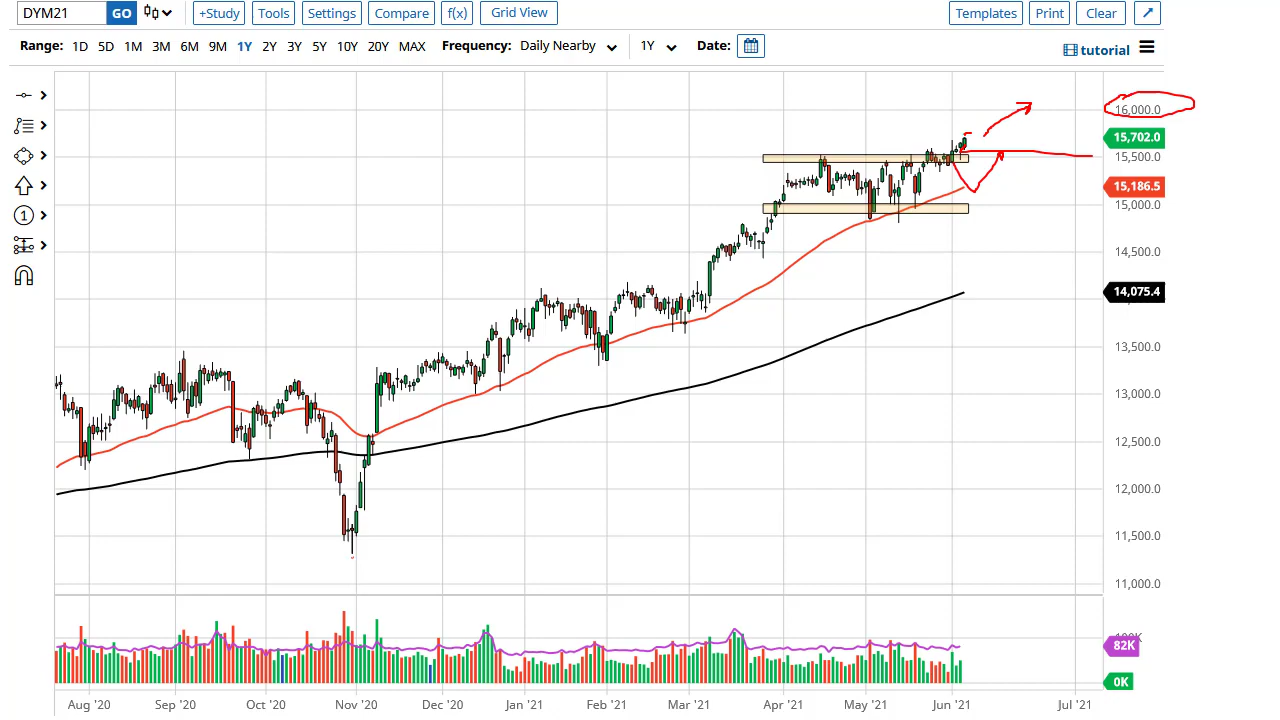 DYM21 GO +Study Tools Settings Compare f(x) Grid View Templates Print Clear
Range: 1D 5D 1M 3M 6M 9M 1Y 2Y 3Y 5Y 10Y 20Y MAX Frequency: Daily Nearby 1Y Date: tutorial
16,000.0
15,702.0
15,500.0
15,186.5
15,000.0
14,500.0
14,075.4
13,500.0
13,000.0
12,500.0
12,000.0
11,500.0
11,000.0
1
82K
0K
Aug '20 Sep '20 Oct '20 Nov '20 Dec '20 Jan '21 Feb '21 Mar '21 Apr '21 May '21 Jun '21 Jul '21